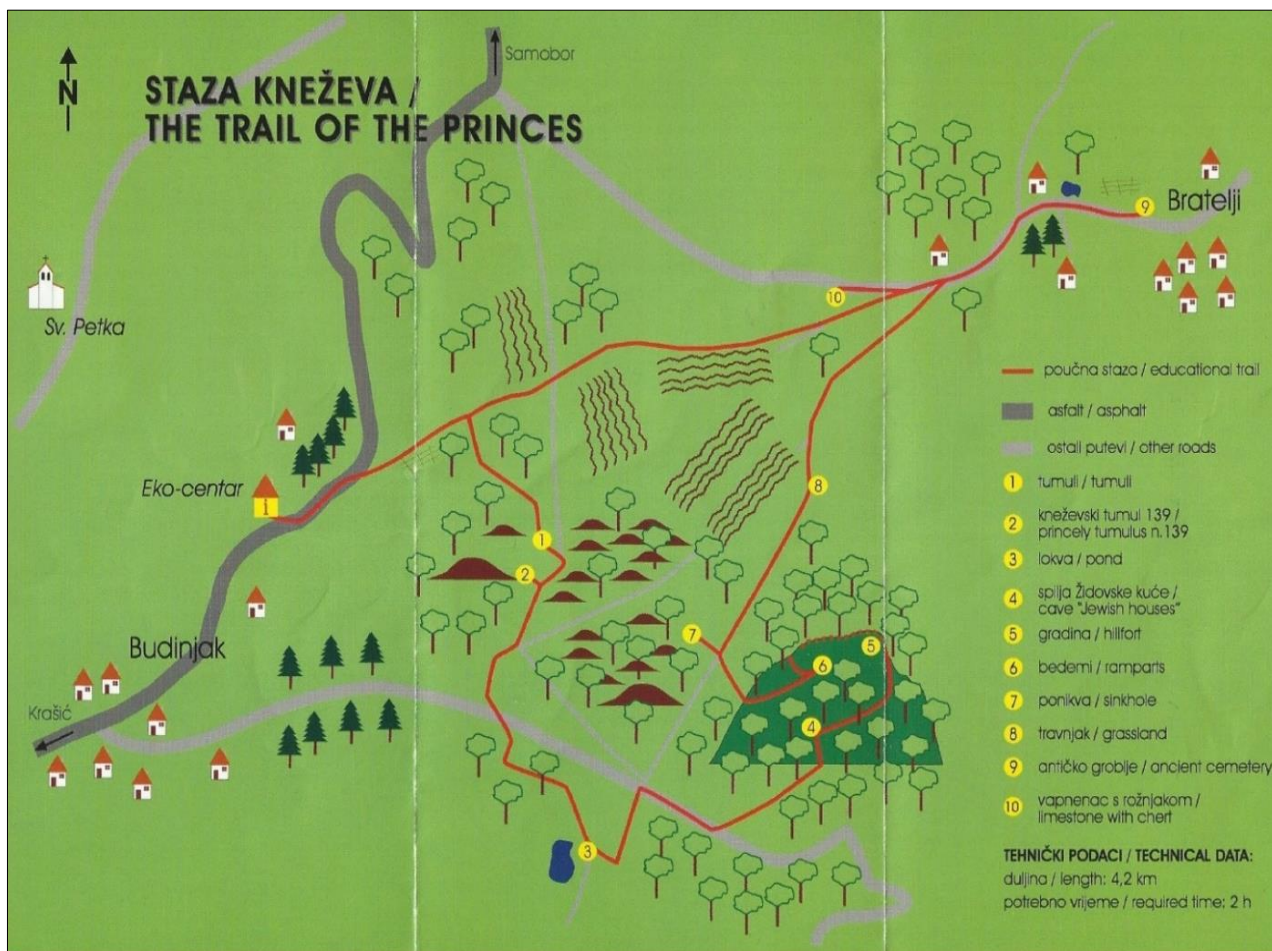 Samobor
N
STAZA KNEŽEVA /
THE TRAIL OF THE PRINCES
Sv. Petka
Eko-centar
i
Budinjak
Krašić
Bratelji
1
2
3
4
5
6
7
8
9
10
poučna staza / educational trail
asfalt / asphalt
ostali putevi / other roads
1 tumuli / tumuli
2 kneževski tumul 139 /
princely tumulus n.139
3 lokva / pond
4 spilja Židovske kuće /
cave "Jewish houses"
5 gradina / hillfort
6 bedemi / ramparts
7 ponikva / sinkhole
8 travnjak / grassland
9 antičko groblje / ancient cemetery
10 vapnenac s rožnjakom /
limestone with chert
TEHNIČKI PODACI / TECHNICAL DATA:
duljina / length: 4,2 km
potrebno vrijeme / required time: 2 h